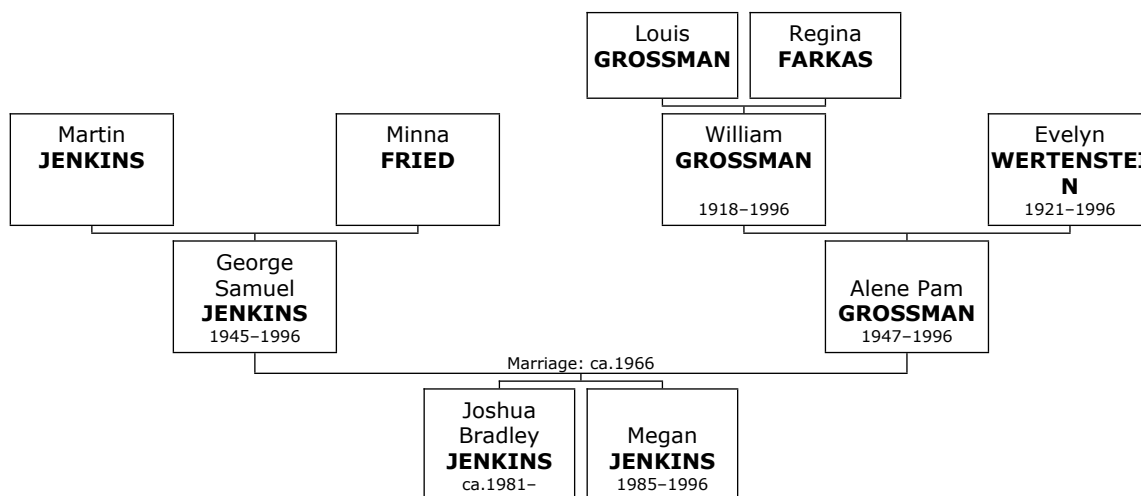 Louis
GROSSMAN
Regina
FARKAS
Martin
JENKINS
Minna
FRIED
William
GROSSMAN
1918–1996
Evelyn
WERTENSTEI
N
1921–1996
George
Samuel
JENKINS
1945–1996
Alene Pam
GROSSMAN
1947–1996
Marriage: ca.1966
Joshua
Bradley
JENKINS
ca.1981–
Megan
JENKINS
1985–1996